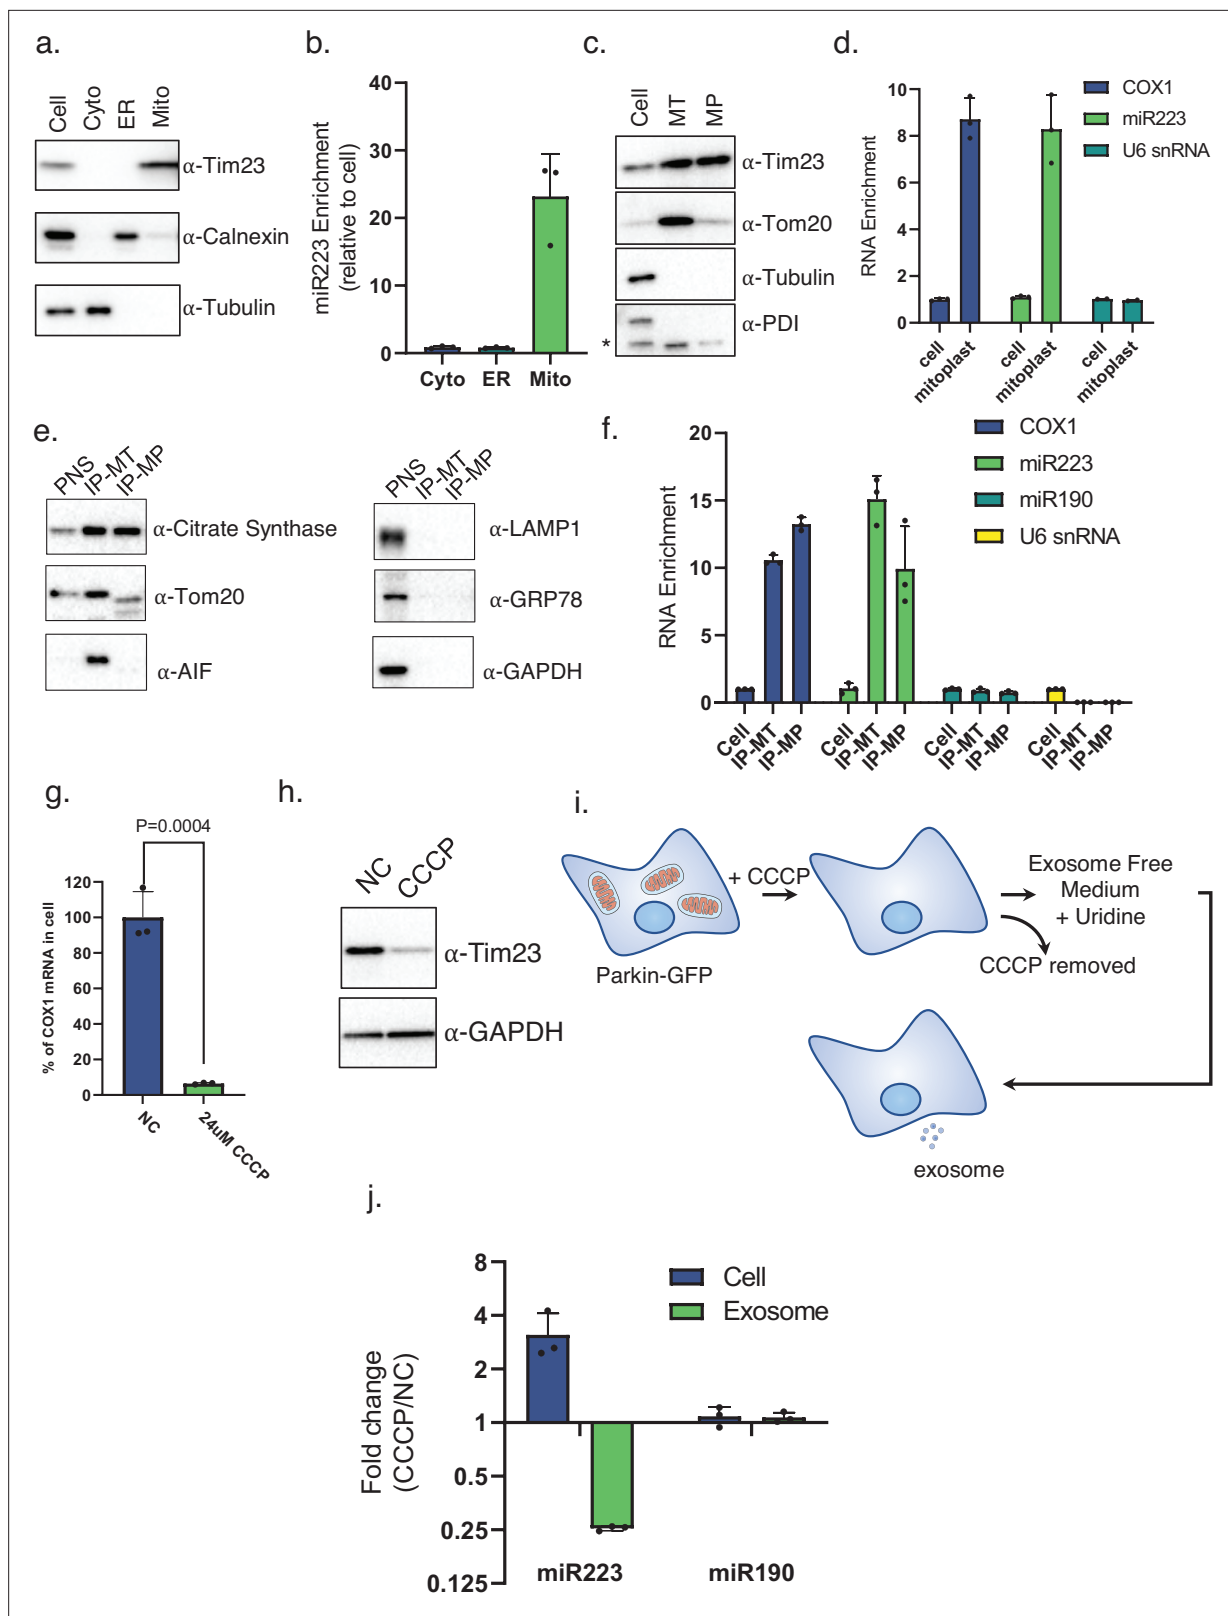 a.
Cell Cyto ER Mito
α-Tim23
α-Calnexin
α-Tubulin
b.
miR223 Enrichment
(relative to cell)
40
30
20
10
0
Cyto ER Mito
c.
Cell MT MP
α-Tim23
α-Tom20
α-Tubulin
α-PDI
*
d.
RNA Enrichment
10
8
6
4
2
0
COX1
miR223
U6 snRNA
cell mitoplast cell mitoplast cell mitoplast
e.
PNS IP-MT IP-MP
α-Citrate Synthase
α-Tom20
α-AIF
PNS IP-MT IP-MP
α-LAMP1
α-GRP78
α-GAPDH
f.
RNA Enrichment
20
15
10
5
0
COX1
miR223
miR190
U6 snRNA
Cell IP-MT IP-MP Cell IP-MT IP-MP Cell IP-MT IP-MP Cell IP-MT IP-MP
g.
P=0.0004
% of COX1 mRNA in cell
120
100
80
60
40
20
0
NC 24uM CCCP
h.
NC CCCP
α-Tim23
α-GAPDH
i.
+ CCCP
Parkin-GFP
Exosome Free
Medium
+ Uridine
CCCP removed
exosome
j.
Fold change
(CCCP/NC)
8
4
2
1
0.5
0.25
0.125
Cell
Exosome
miR223 miR190